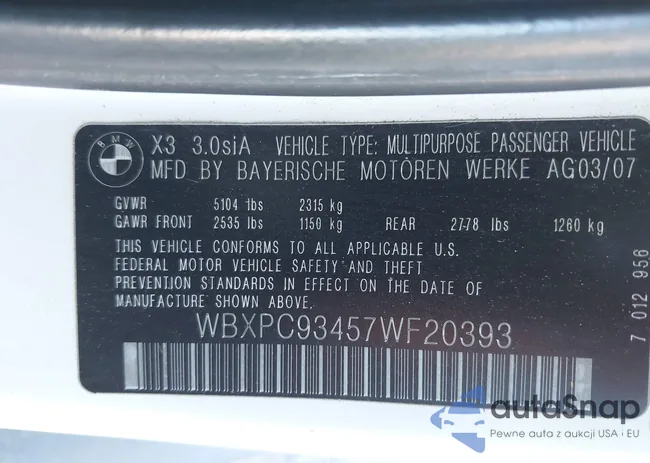 BMW
X3 3.0siA VEHICLE TYPE: MULTIPURPOSE PASSENGER VEHICLE
MFD BY BAYERISCHE MOTOREN WERKE AG03/07
GVWR 5104 lbs 2315 kg
GAWR FRONT 2535 lbs 1150 kg REAR 2778 lbs 1260 kg
THIS VEHICLE CONFORMS TO ALL APPLICABLE U.S.
FEDERAL MOTOR VEHICLE SAFETY AND THEFT
PREVENTION STANDARDS IN EFFECT ON THE DATE OF
MANUFACTURE SHOWN ABOVE.
WBXPC93457WF20393
7 012 956
autoSnap
Pewne auta z aukcji USA i EU